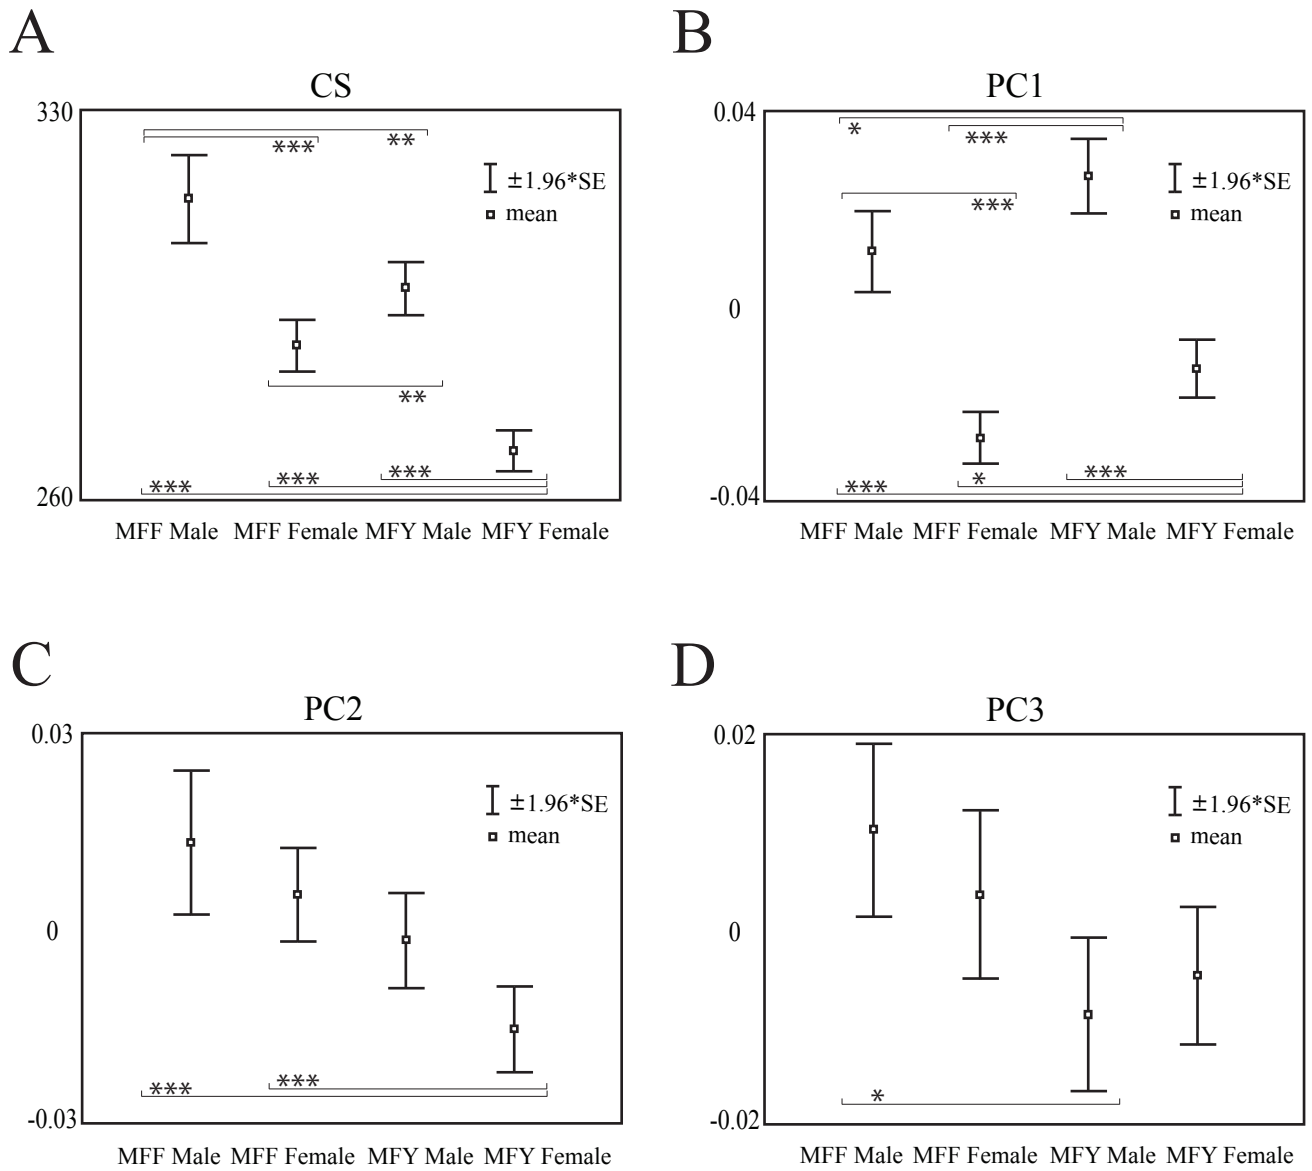 A
CS
330
***
**
±1.96*SE
mean
**
***
***
***
260
MFF Male MFF Female MFY Male MFY Female
B
PC1
0.04
*
***
±1.96*SE
***
mean
0
***
*
***
-0.04
MFF Male MFF Female MFY Male MFY Female
C
PC2
0.03
±1.96*SE
mean
0
***
***
-0.03
MFF Male MFF Female MFY Male MFY Female
D
PC3
0.02
±1.96*SE
mean
0
*
-0.02
MFF Male MFF Female MFY Male MFY Female